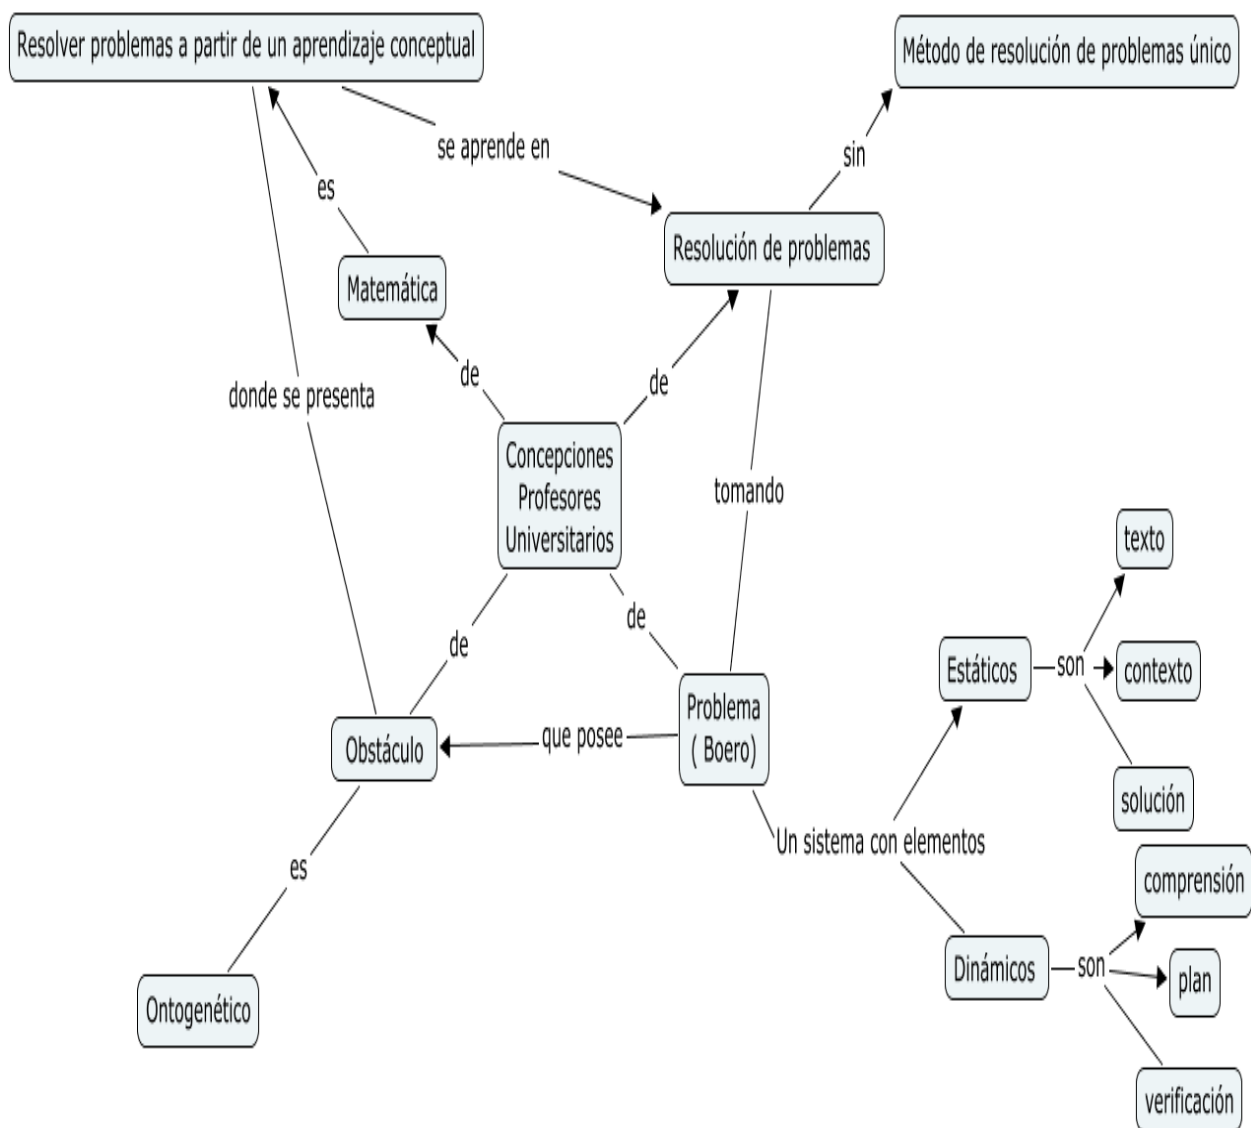 Resolver problemas a partir de un aprendizaje conceptual
Método de resolución de problemas único
se aprende en
sin
es
Resolución de problemas
Matemática
de
de
donde se presenta
Concepciones
Profesores
Universitarios
tomando
texto
de
de
Estáticos
son
contexto
Problema
( Boero)
que posee
Obstáculo
solución
Un sistema con elementos
es
comprensión
Dinámicos
son
plan
Ontogenético
verificación